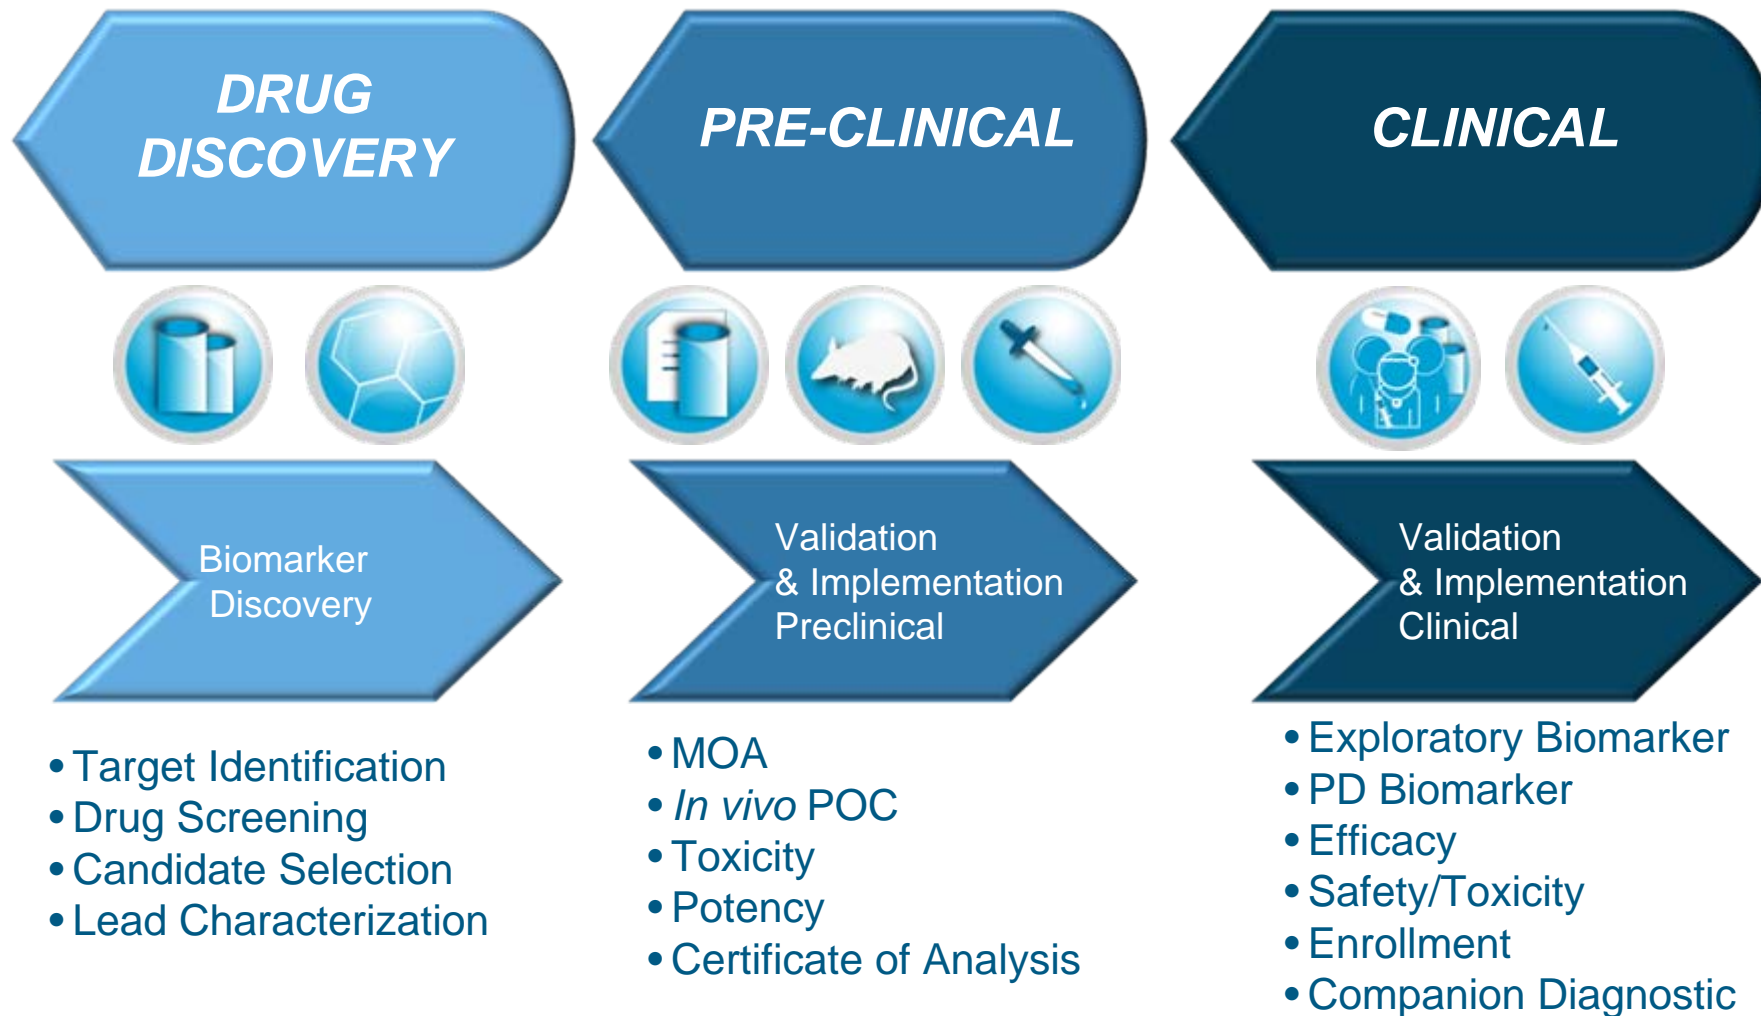 DRUG
DISCOVERY
PRE-CLINICAL
CLINICAL
Biomarker
Discovery
Validation
& Implementation
Preclinical
Validation
& Implementation
Clinical
• Target Identification
• Drug Screening
• Candidate Selection
• Lead Characterization
• MOA
• In vivo POC
• Toxicity
• Potency
• Certificate of Analysis
• Exploratory Biomarker
• PD Biomarker
• Efficacy
• Safety/Toxicity
• Enrollment
• Companion Diagnostic